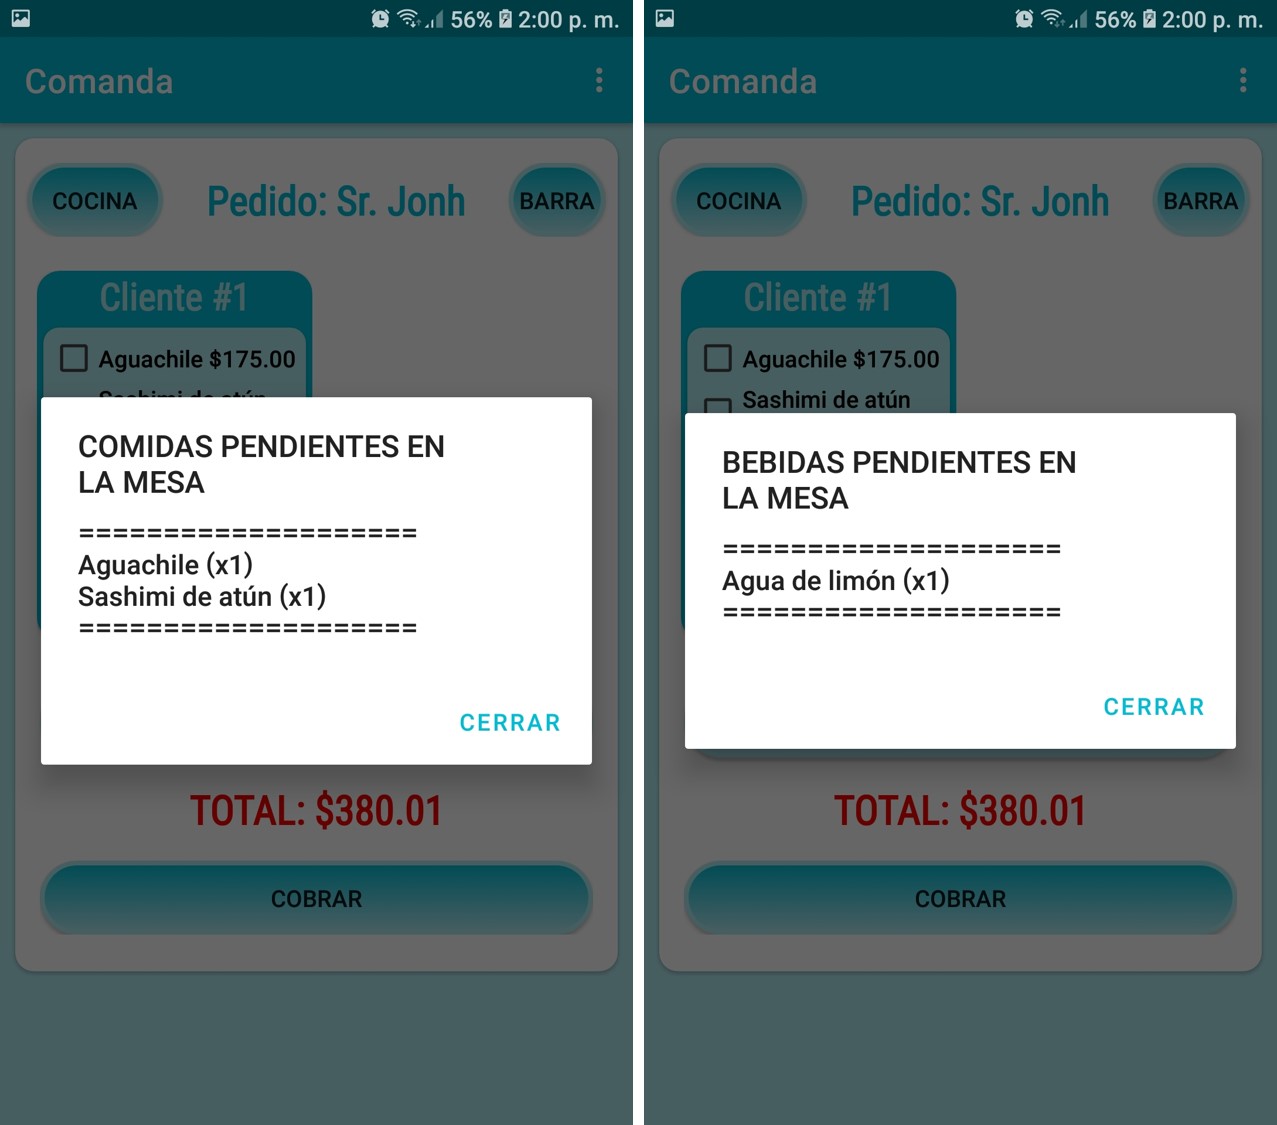 56% 2:00 p. m.
Comanda
COCINA
Pedido: Sr. Jonh
BARRA
Cliente #1
Aguachile $175.00
Sashimi de atún
COMIDAS PENDIENTES EN
LA MESA
====================
Aguachile (x1)
Sashimi de atún (x1)
====================
CERRAR
TOTAL: $380.01
COBRAR
56% 2:00 p. m.
Comanda
COCINA
Pedido: Sr. Jonh
BARRA
Cliente #1
Aguachile $175.00
Sashimi de atún
BEBIDAS PENDIENTES EN
LA MESA
====================
Agua de limón (x1)
====================
CERRAR
TOTAL: $380.01
COBRAR